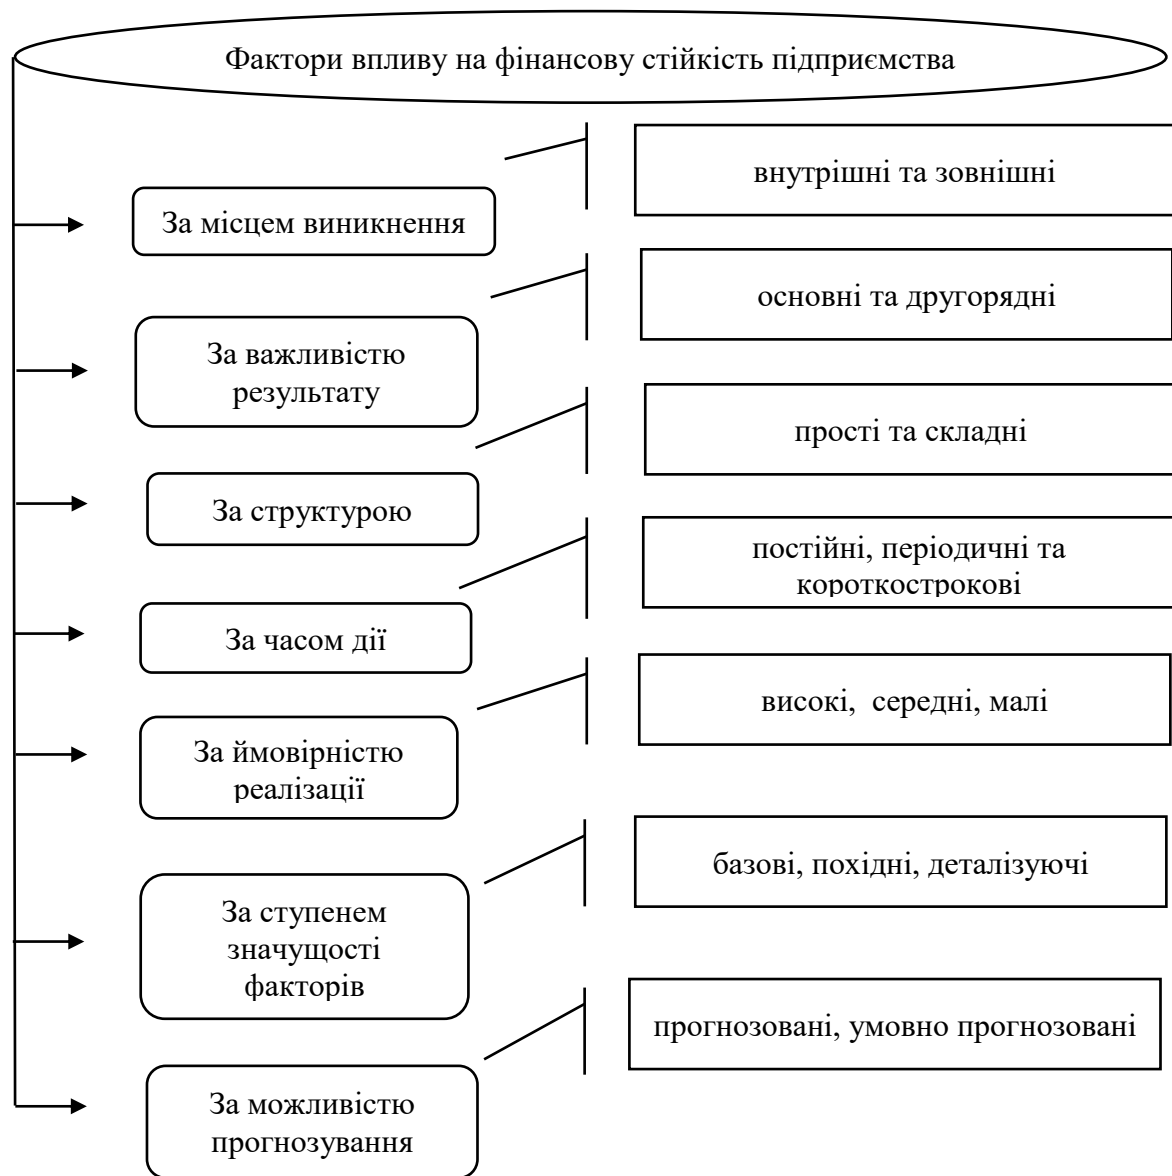 Фактори впливу на фінансову стійкість підприємства
внутрішні та зовнішні
За місцем виникнення
основні та другорядні
За важливістю
результату
прості та складні
За структурою
постійні, періодичні та
короткострокові
За часом дії
високі,  середні, малі
За ймовірністю
реалізації
базові, похідні, деталізуючі
За ступенем
значущості
факторів
прогнозовані, умовно прогнозовані
За можливістю
прогнозування